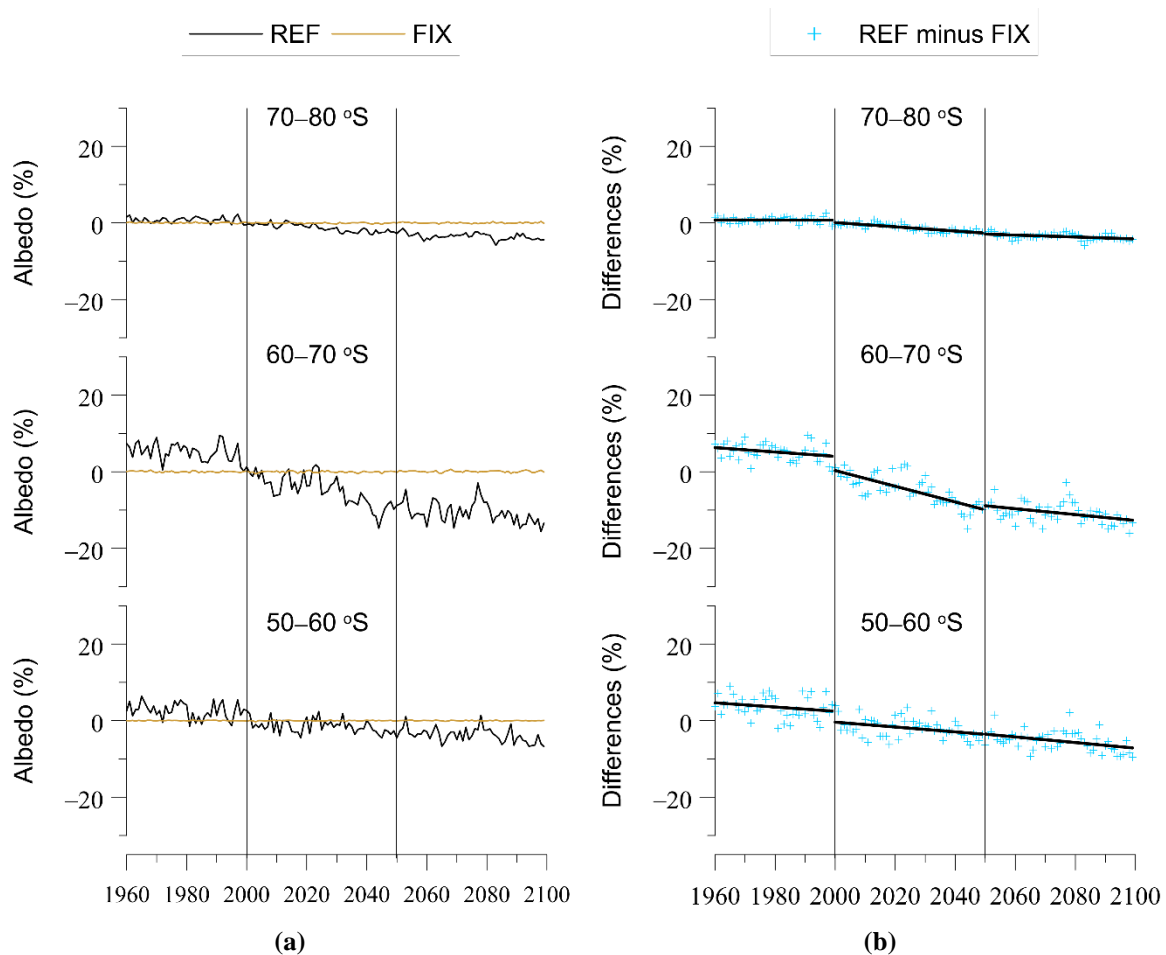 REF FIX
REF minus FIX
70–80 °S
20
0
–20
Albedo (%)
60–70 °S
20
0
–20
Albedo (%)
50–60 °S
20
0
–20
Albedo (%)
1960 1980 2000 2020 2040 2060 2080 2100
(a)
70–80 °S
20
0
–20
Differences (%)
60–70 °S
20
0
–20
Differences (%)
50–60 °S
20
0
–20
Differences (%)
1960 1980 2000 2020 2040 2060 2080 2100
(b)